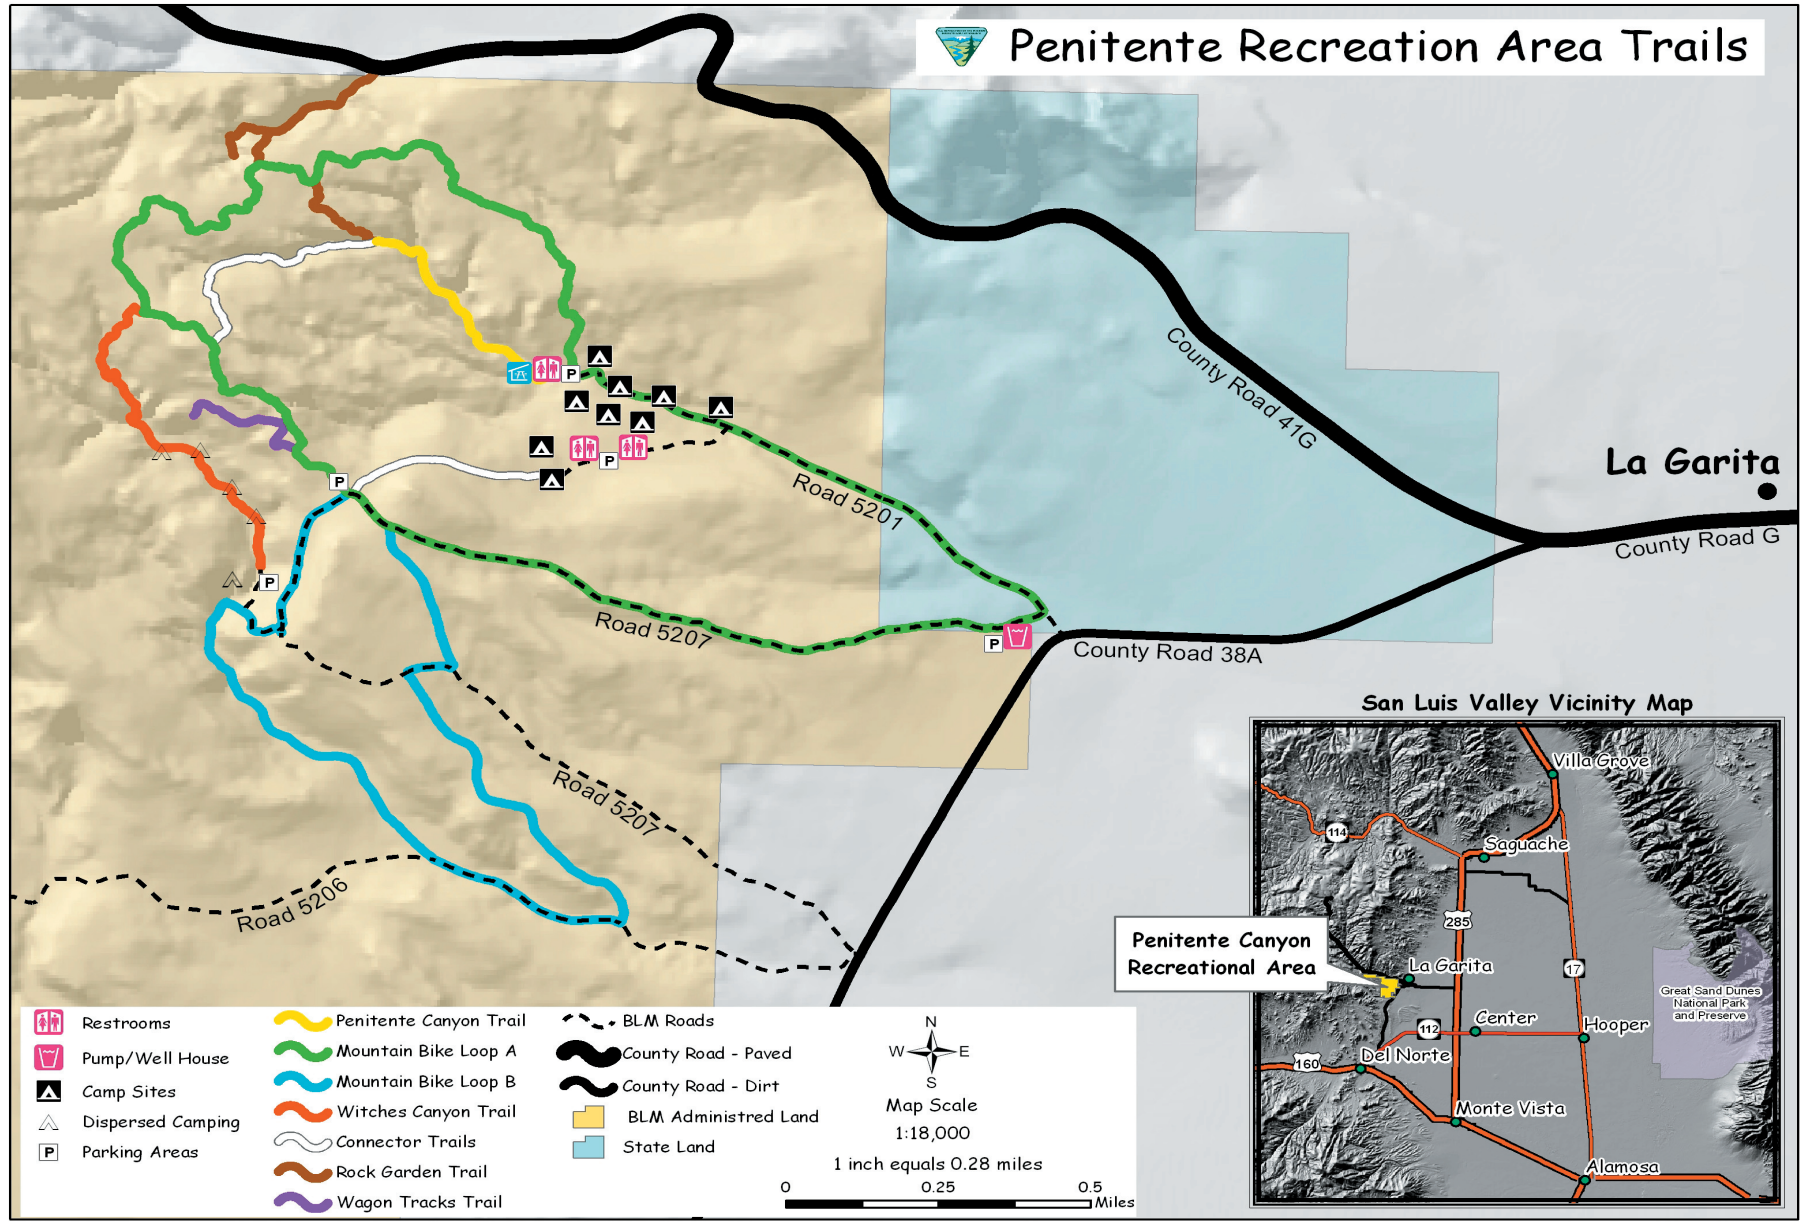 Penitente Recreation Area Trails
County Road 41G
La Garita
County Road G
Road 5201
Road 5207
County Road 38A
Road 5207
Road 5206
P
P
P
P
P
San Luis Valley Vicinity Map
Villa Grove
114
Saguache
285
Penitente Canyon
Recreational Area
La Garita
17
Great Sand Dunes
National Park
and Preserve
Center
112
Hooper
Del Norte
160
Monte Vista
Alamosa
Restrooms
Pump/Well House
Camp Sites
Dispersed Camping
P
Parking Areas
Penitente Canyon Trail
Mountain Bike Loop A
Mountain Bike Loop B
Witches Canyon Trail
Connector Trails
Rock Garden Trail
Wagon Tracks Trail
BLM Roads
County Road - Paved
County Road - Dirt
BLM Administred Land
State Land
N
W E
S
Map Scale
1:18,000
1 inch equals 0.28 miles
0 0.25 0.5
Miles